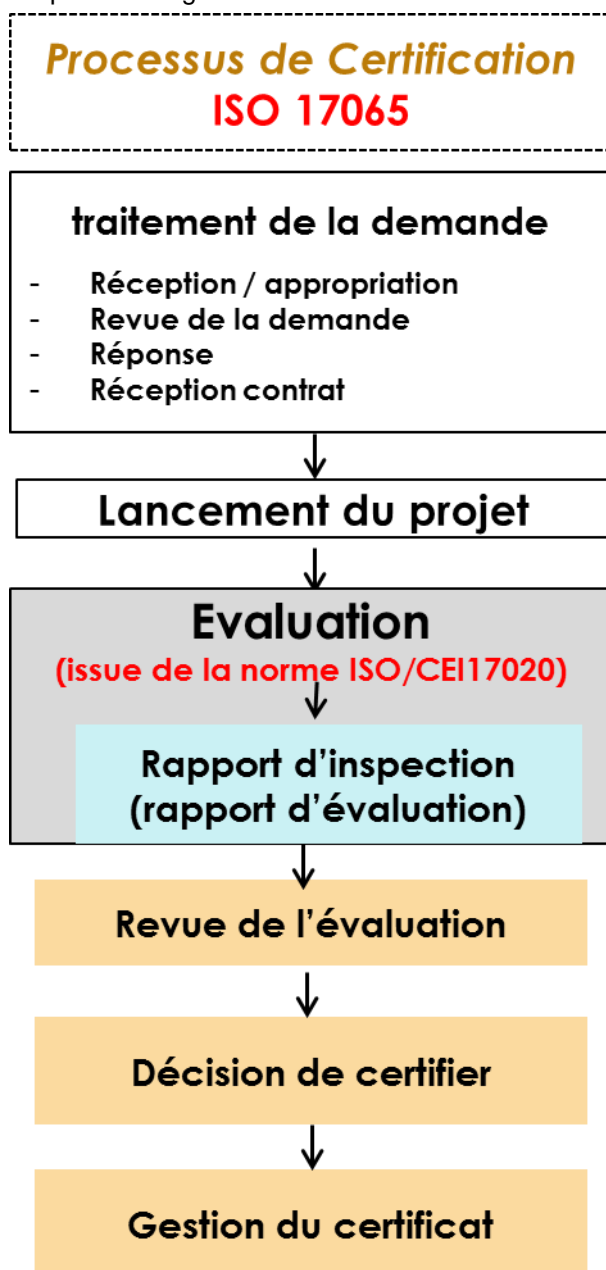 Processus de Certification
ISO 17065
traitement de la demande
- Réception / appropriation
- Revue de la demande
- Réponse
- Réception contrat
Lancement du projet
Evaluation
(issue de la norme ISO/CEI17020)
Rapport d'inspection
(rapport d'évaluation)
Revue de l'évaluation
Décision de certifier
Gestion du certificat